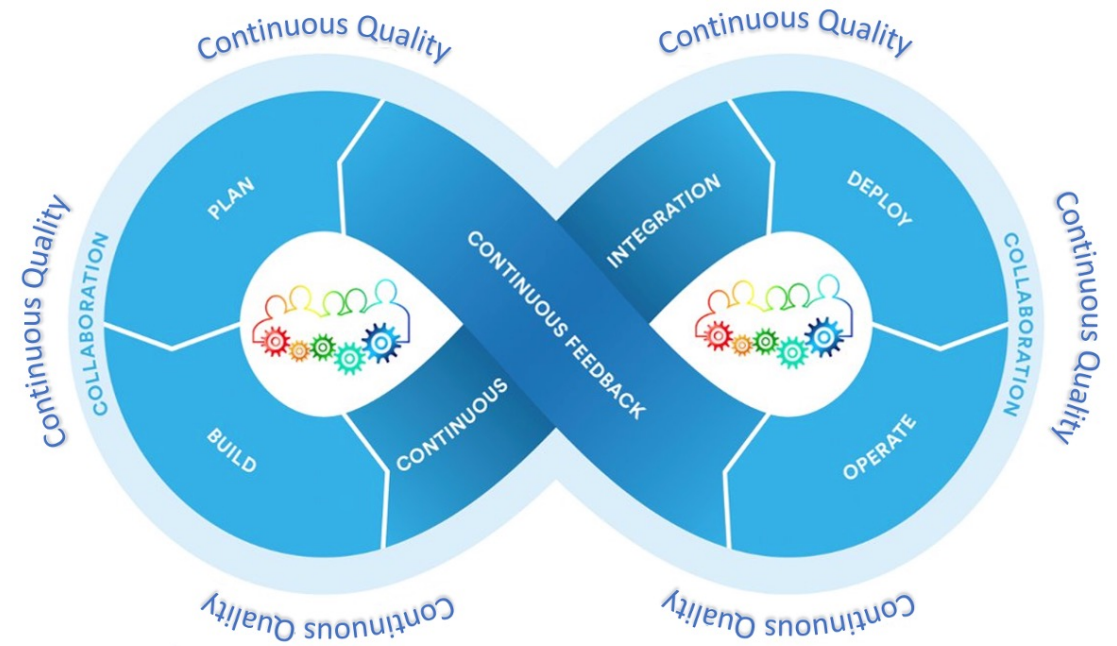 Continuous Quality
Continuous Quality
Continuous Quality
Continuous Quality
COLLABORATION
PLAN
BUILD
CONTINUOUS
INTEGRATION
CONTINUOUS FEEDBACK
DEPLOY
OPERATE
COLLABORATION
Continuous Quality
Continuous Quality